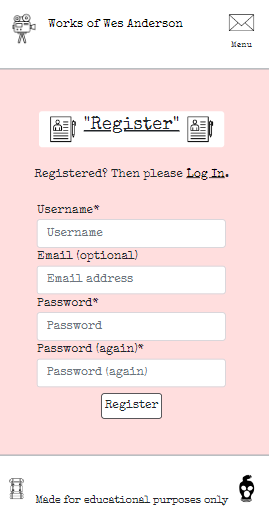 Works of Wes Anderson
Menu
"Register"
Registered? Then please Log In.
Username*
Username
Email (optional)
Email address
Password*
Password
Password (again)*
Password (again)
Register
Made for educational purposes only